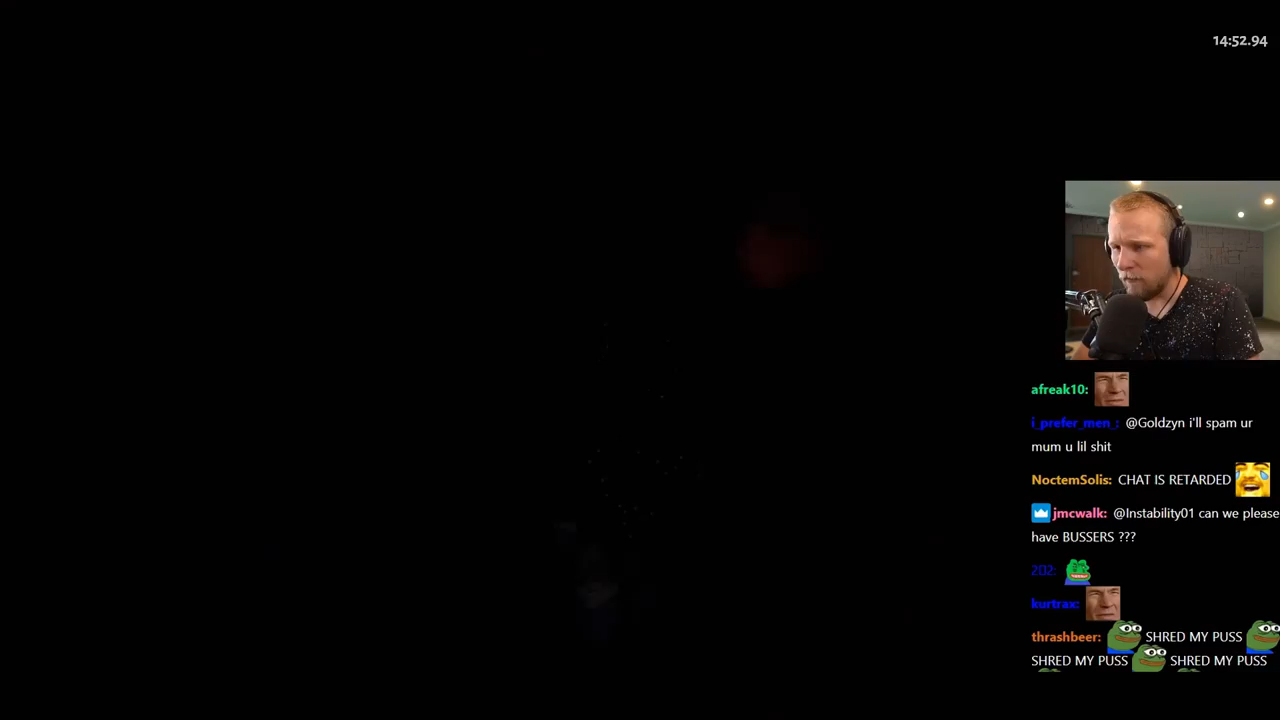 14:52.94
afreak10:
i_prefer_men_: @Goldzyn i'll spam ur
mum u lil shit
NoctemSolis: CHAT IS RETARDED
jmcwalk: @Instability01 can we please
have BUSSERS ???
202:
kurtrax:
thrashbeer: SHRED MY PUSS
SHRED MY PUSS SHRED MY PUSS